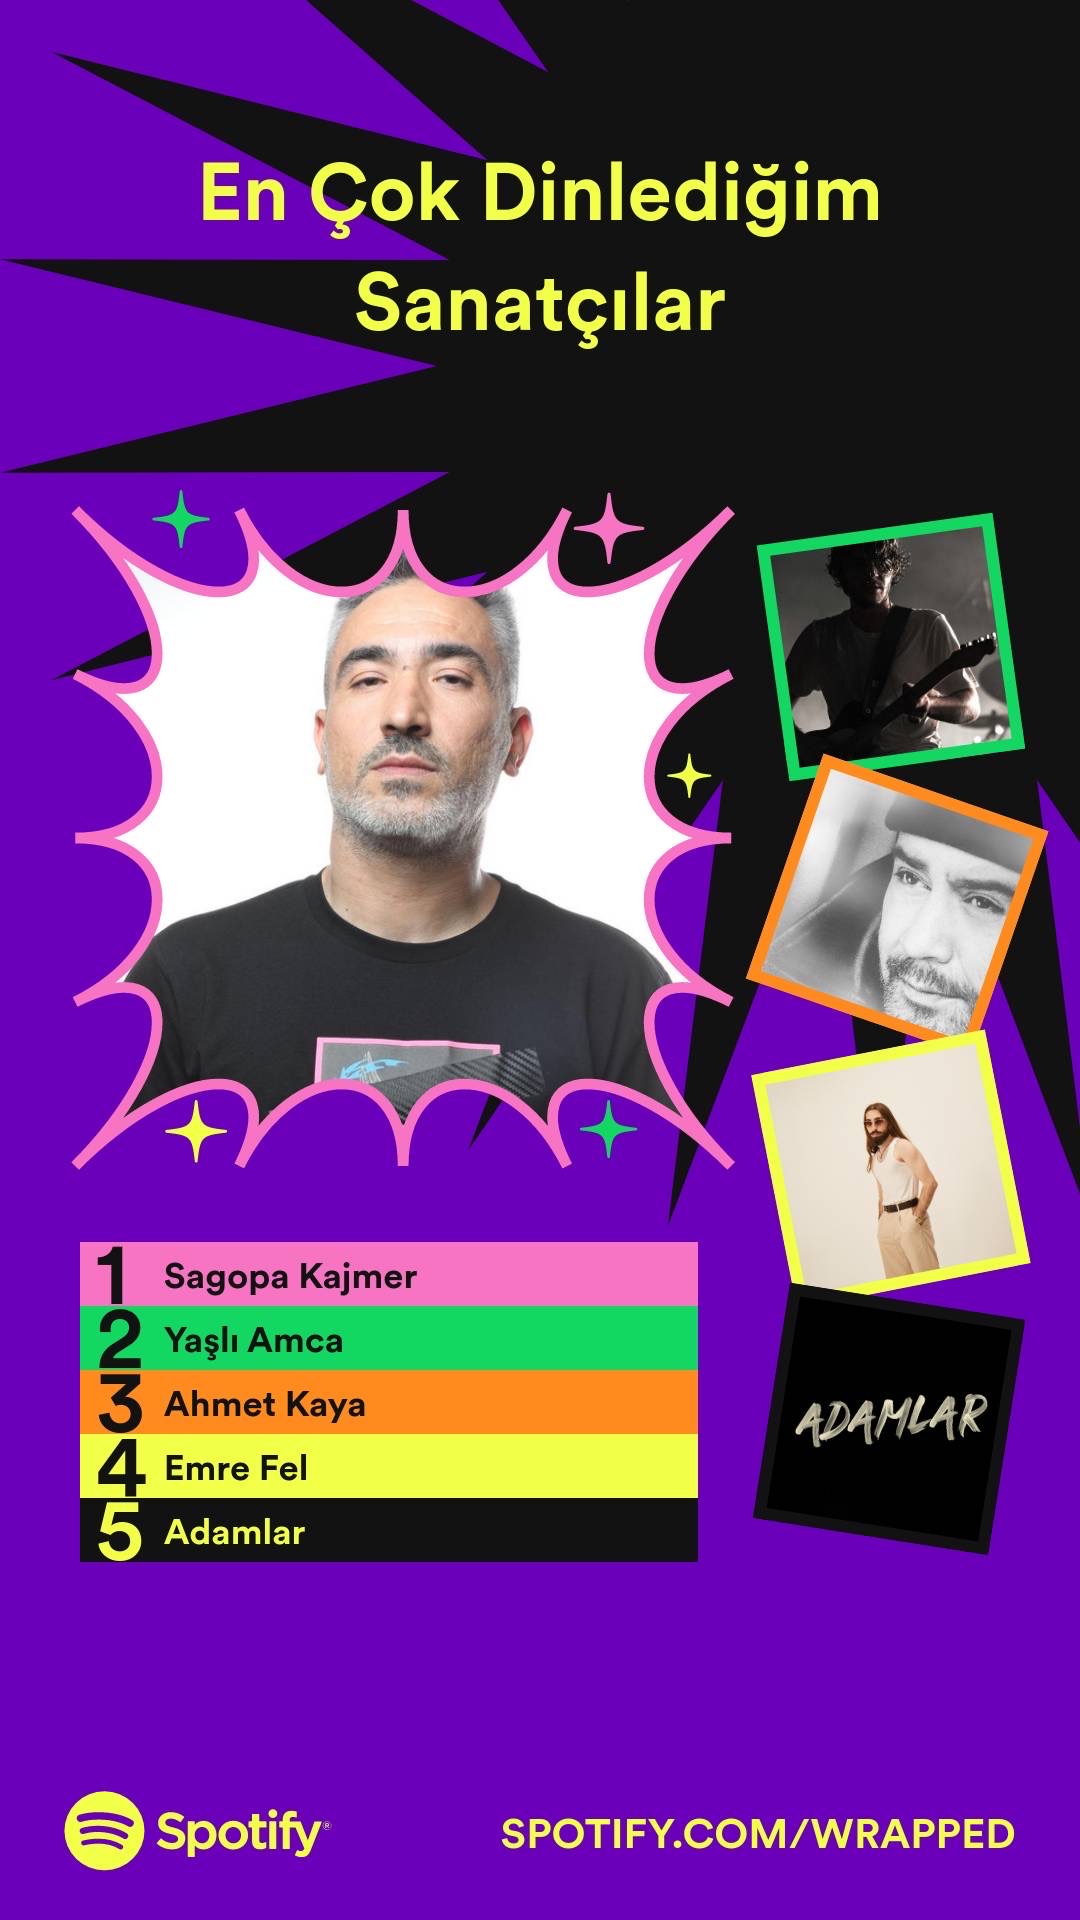 En Çok Dinlediğim
Sanatçılar
1 Sagopa Kajmer
2 Yaşlı Amca
3 Ahmet Kaya
4 Emre Fel
5 Adamlar
ADAMLAR
Spotify®
SPOTIFY.COM/WRAPPED